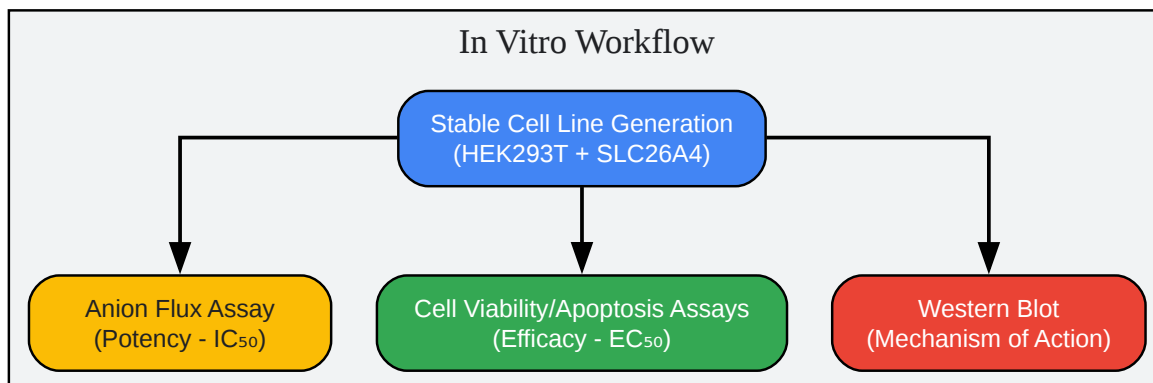 In Vitro Workflow
Stable Cell Line Generation
(HEK293T + SLC26A4)
Anion Flux Assay
(Potency - IC₅₀)
Cell Viability/Apoptosis Assays
(Efficacy - EC₅₀)
Western Blot
(Mechanism of Action)